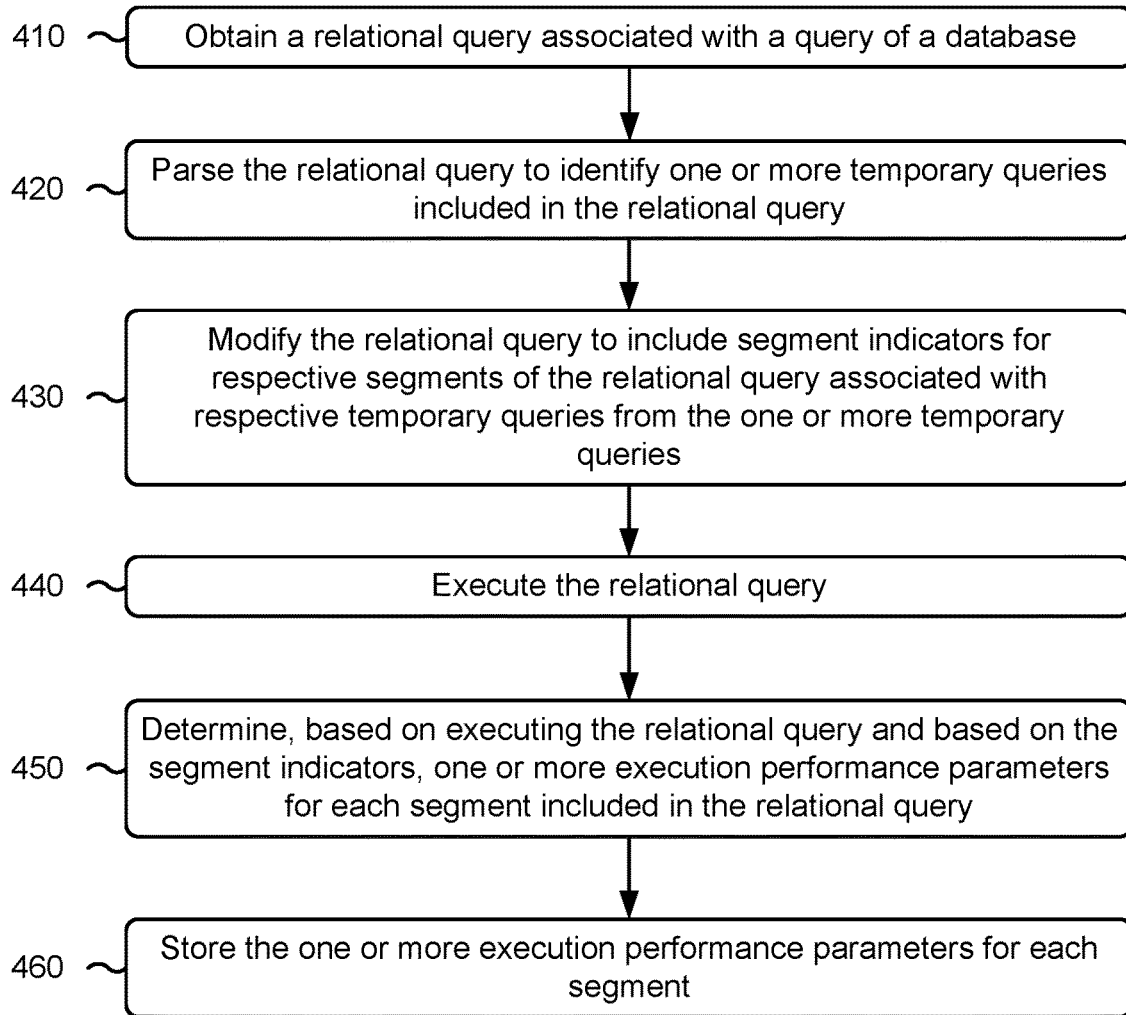 410 Obtain a relational query associated with a query of a database
Parse the relational query to identify one or more temporary queries
420
included in the relational query
Modify the relational query to include segment indicators for
respective segments of the relational query associated with
430
respective temporary queries from the one or more temporary
queries
440 Execute the relational query
Determine, based on executing the relational query and based on the
450 segment indicators, one or more execution performance parameters
for each segment included in the relational query
Store the one or more execution performance parameters for each
460
segment